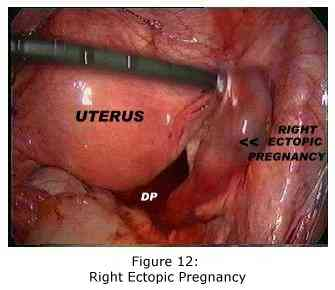 UTERUS
RIGHT
<< ECTOPIC
PREGNANCY
DP
Figure 12:
Right Ectopic Pregnancy